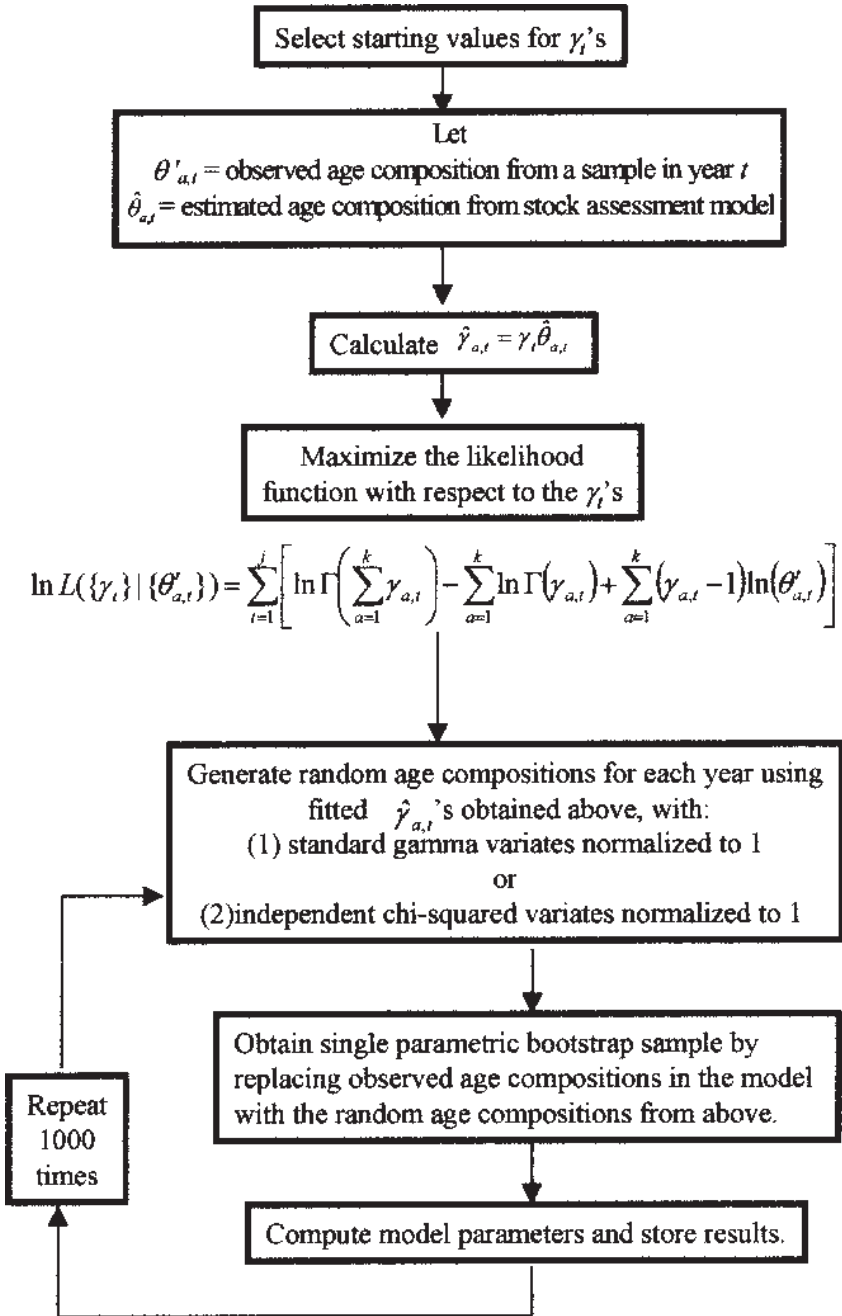 Select starting values for γₜ's
Let
θ'ₐ,ₜ = observed age composition from a sample in year t
θ̂ₐ,ₜ = estimated age composition from stock assessment model
Calculate γ̂ₐ,ₜ = γₜθ̂ₐ,ₜ
Maximize the likelihood
function with respect to the γₜ's
ln L({γₜ} | {θ'ₐ,ₜ}) = ∑_{t=1}^{j} [ ln Γ( ∑_{a=1}^{k} γₐ,ₜ ) − ∑_{a=1}^{k} ln Γ(γₐ,ₜ) + ∑_{a=1}^{k} (γₐ,ₜ −1)ln(θ'ₐ,ₜ) ]
Generate random age compositions for each year using
fitted γ̂ₐ,ₜ's obtained above, with:
(1) standard gamma variates normalized to 1
or
(2)independent chi-squared variates normalized to 1
Obtain single parametric bootstrap sample by
replacing observed age compositions in the model
with the random age compositions from above.
Repeat
1000
times
Compute model parameters and store results.